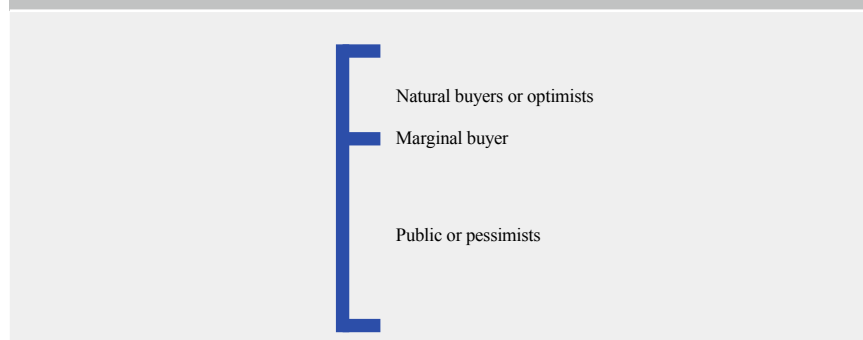 Natural buyers or optimists
Marginal buyer
Public or pessimists